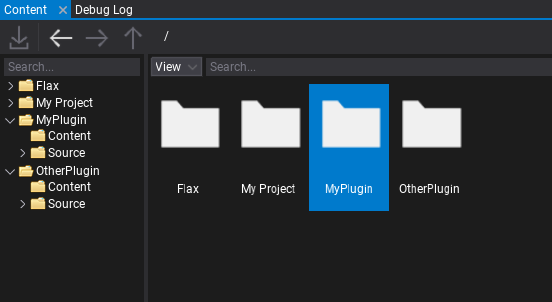 Content × Debug Log
/
Search...
View Search...
Flax
My Project
MyPlugin
Content
Source
OtherPlugin
Content
Source
Flax My Project MyPlugin OtherPlugin